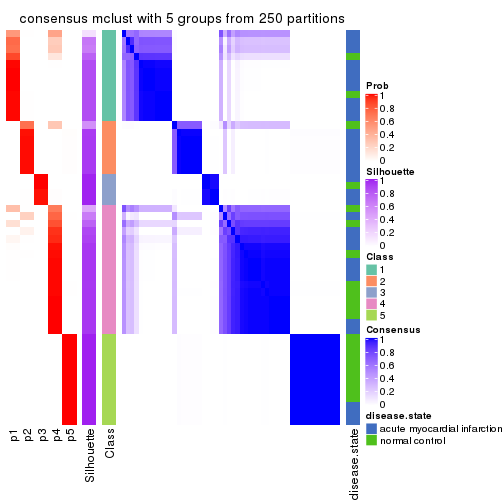 consensus mclust with 5 groups from 250 partitions
Prob
1
0.8
0.6
0.4
0.2
0
Silhouette
1
0.8
0.6
0.4
0.2
0
Class
1
2
3
4
5
Consensus
1
0.8
0.6
0.4
0.2
0
disease.state
acute myocardial infarction
normal control
p1
p2
p3
p4
p5
Silhouette
Class
disease.state